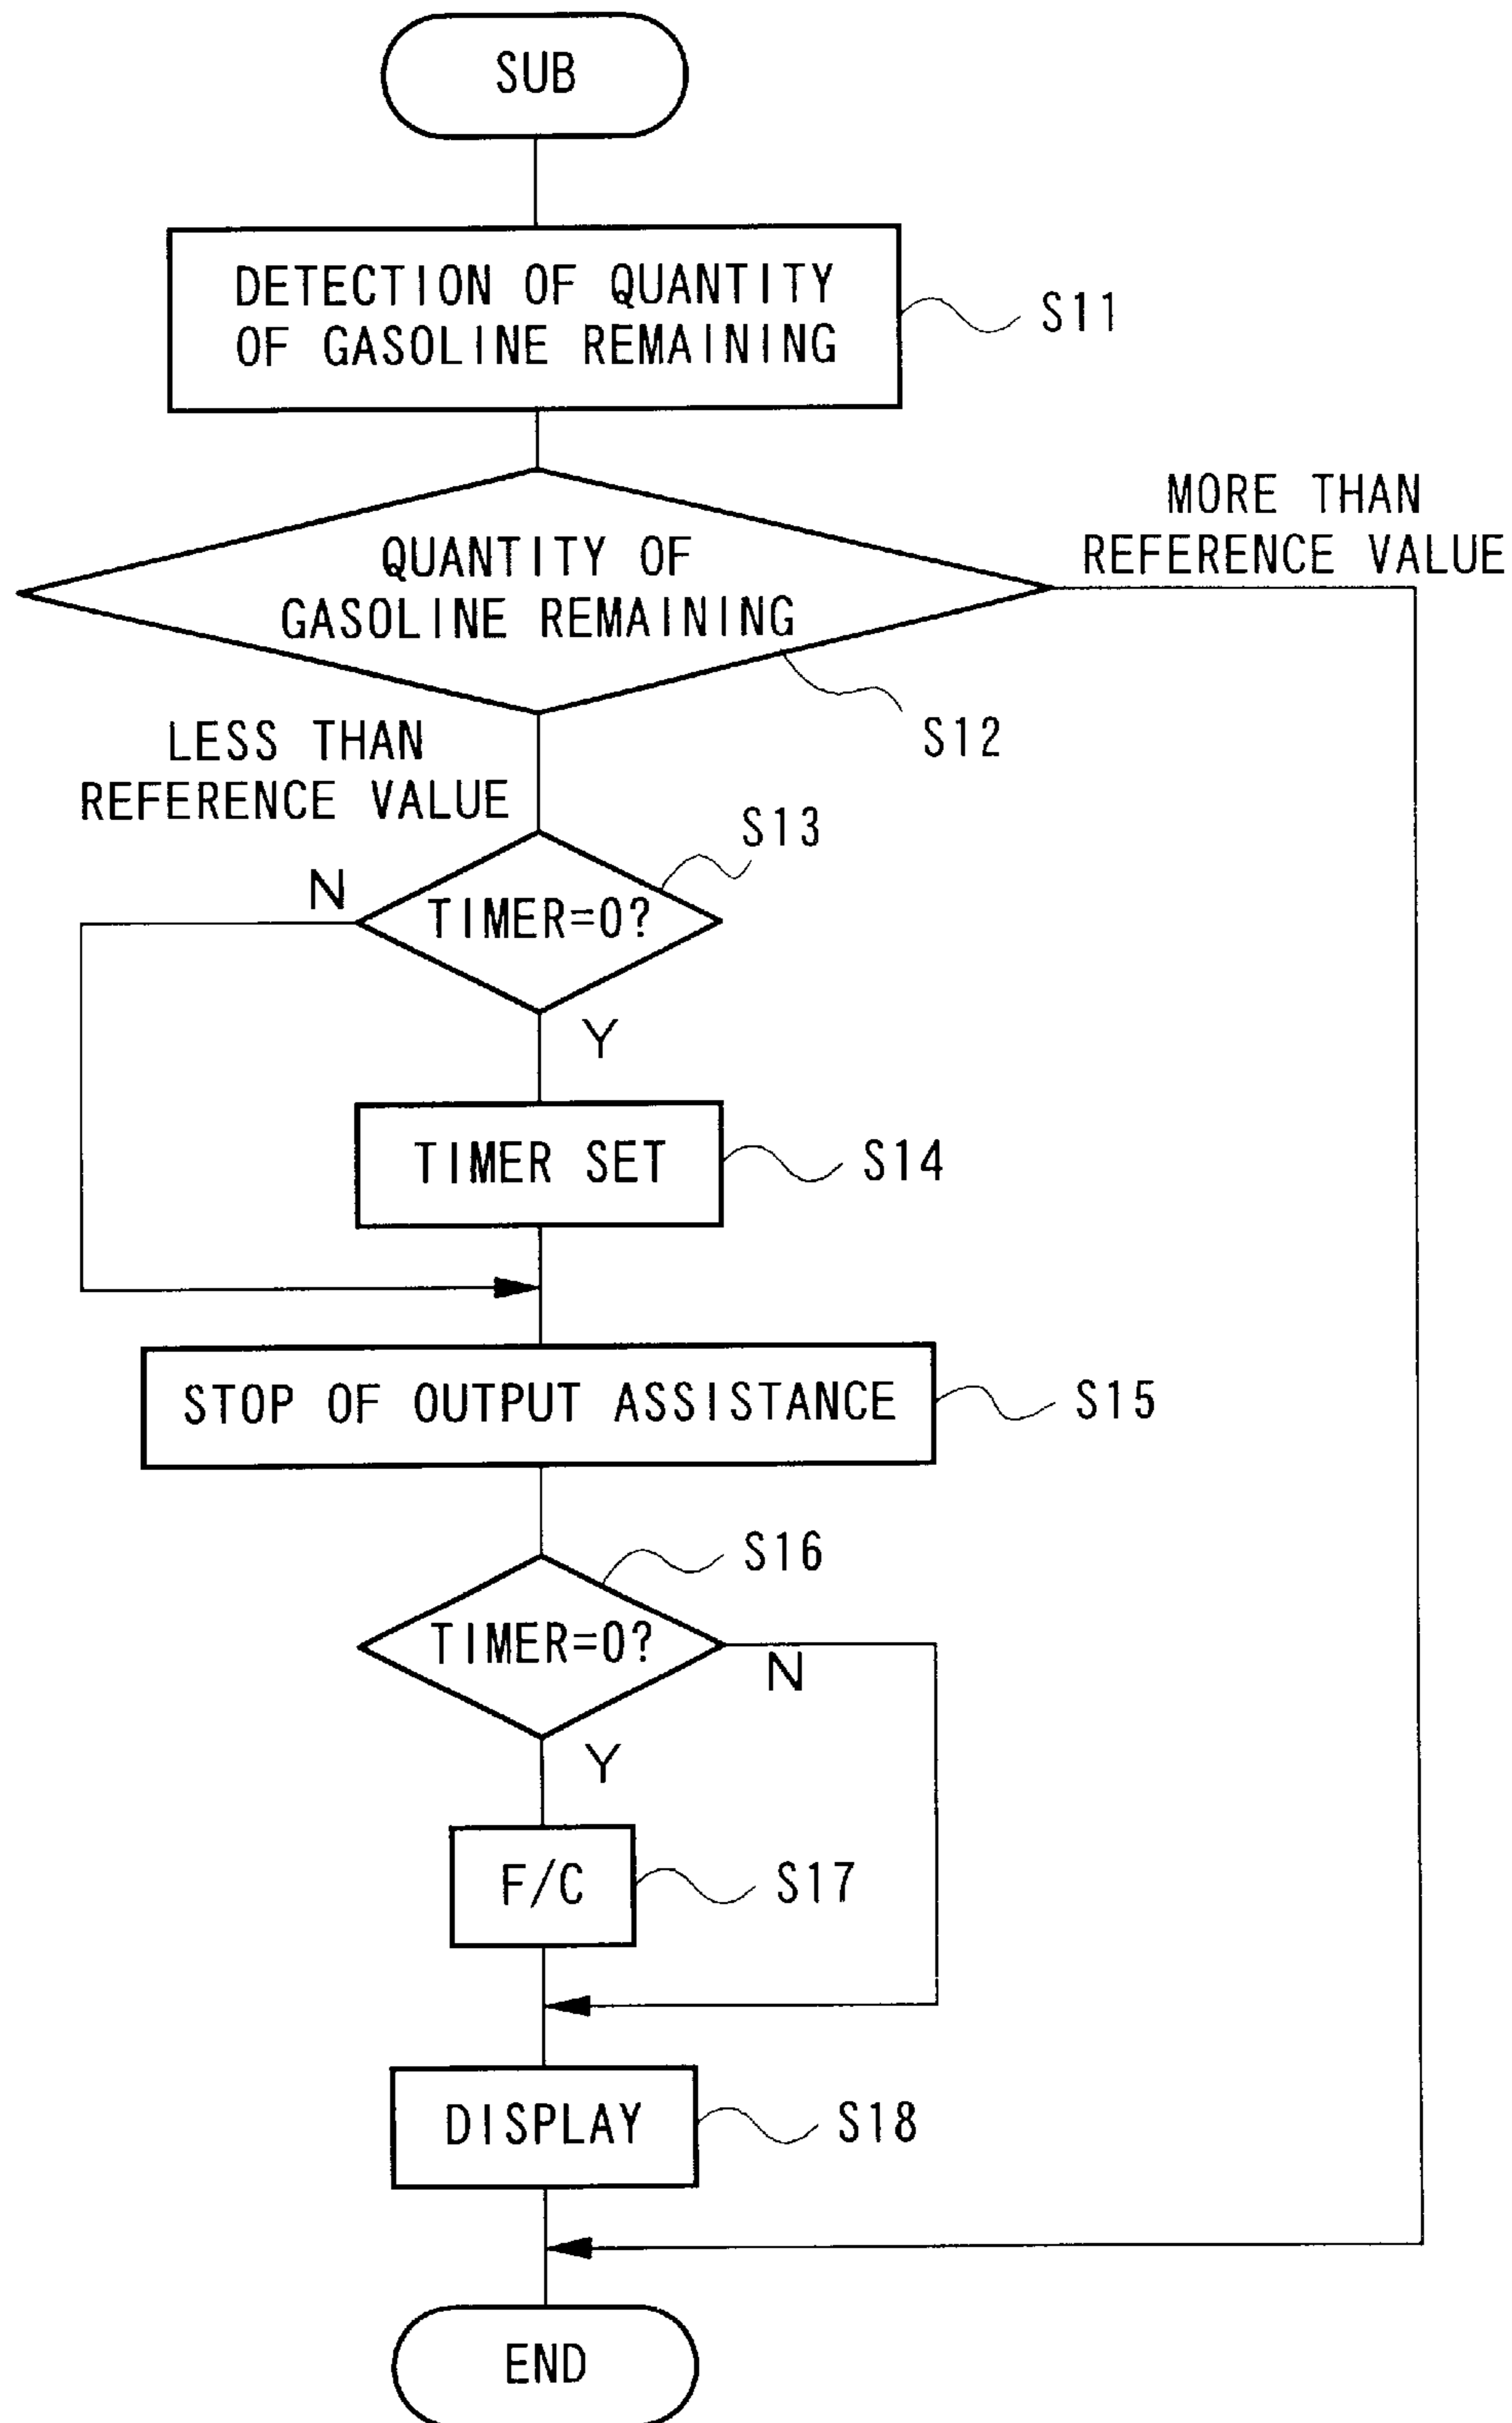 SUB
DETECTION OF QUANTITY
OF GASOLINE REMAINING
S11
MORE THAN
REFERENCE VALUE
QUANTITY OF
GASOLINE REMAINING
S12
LESS THAN
REFERENCE VALUE
S13
N
TIMER=0?
Y
TIMER SET
S14
STOP OF OUTPUT ASSISTANCE
S15
S16
TIMER=0?
N
Y
F/C
S17
DISPLAY
S18
END